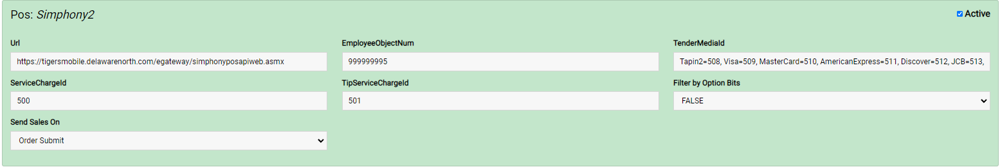 Pos: Simphony2
Active
Url
EmployeeObjectNum
TenderMediaId
https://tigersmobile.delawarenorth.com/egateway/simphonyposapiweb.asmx
999999995
Tapin2=508, Visa=509, MasterCard=510, AmericanExpress=511, Discover=512, JCB=513,
ServiceChargeId
TipServiceChargeId
Filter by Option Bits
500
501
FALSE
Send Sales On
Order Submit